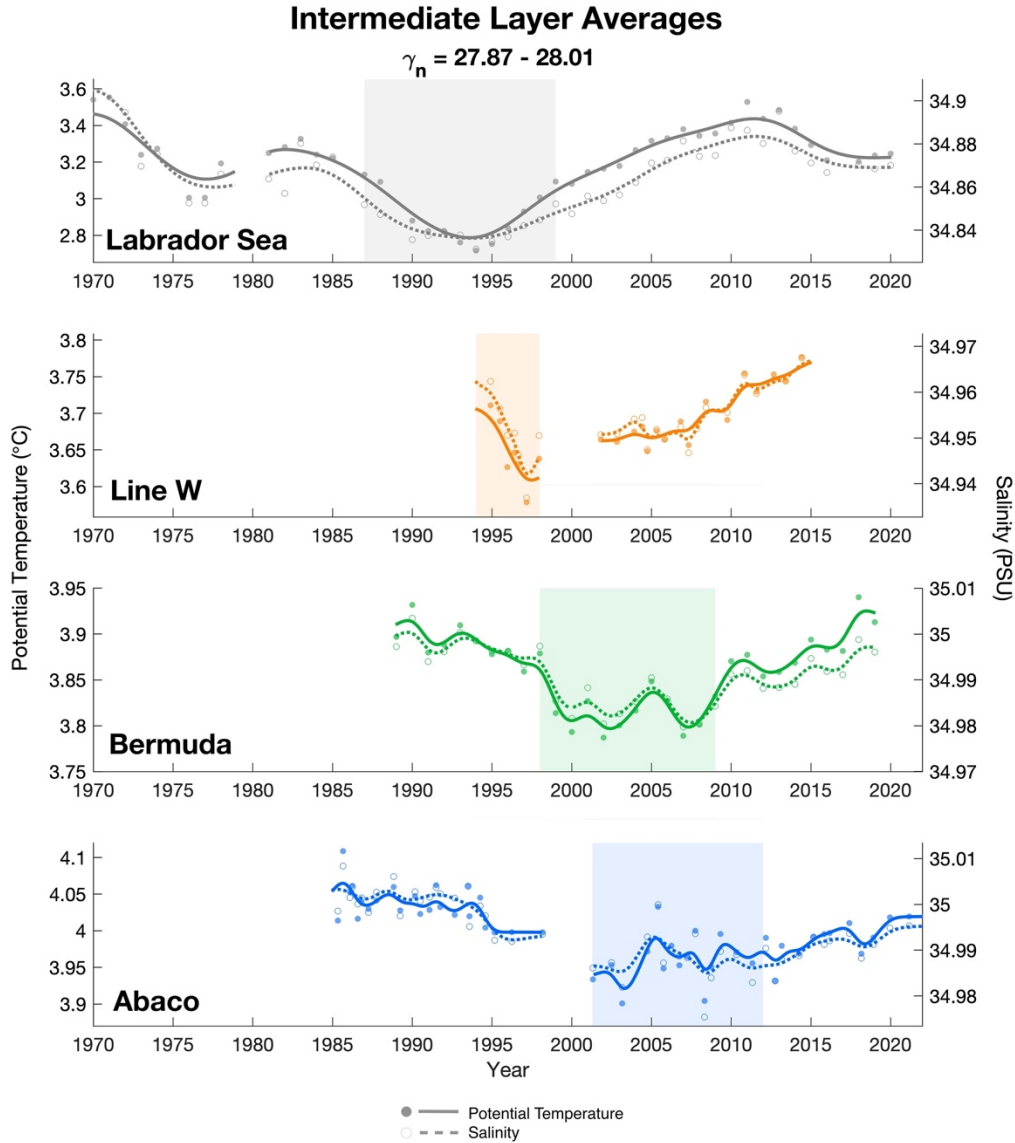 Intermediate Layer Averages
γn = 27.87 - 28.01
3.6
3.4
3.2
3
2.8
34.9
34.88
34.86
34.84
Labrador Sea
1970 1975 1980 1985 1990 1995 2000 2005 2010 2015 2020
3.8
3.75
3.7
3.65
3.6
34.97
34.96
34.95
34.94
Line W
1970 1975 1980 1985 1990 1995 2000 2005 2010 2015 2020
Potential Temperature (°C)
Salinity (PSU)
3.95
3.9
3.85
3.8
3.75
35.01
35
34.99
34.98
34.97
Bermuda
1970 1975 1980 1985 1990 1995 2000 2005 2010 2015 2020
4.1
4.05
4
3.95
3.9
35.01
35
34.99
34.98
Abaco
1970 1975 1980 1985 1990 1995 2000 2005 2010 2015 2020
Year
Potential Temperature
Salinity